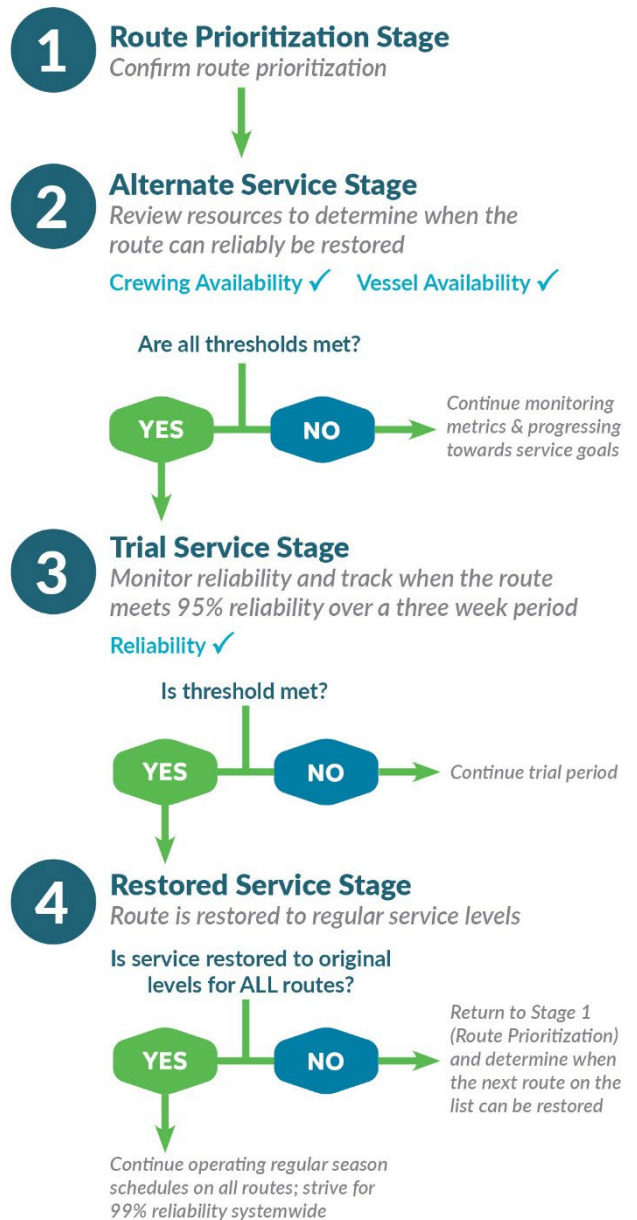 1
Route Prioritization Stage
Confirm route prioritization
2
Alternate Service Stage
Review resources to determine when the
route can reliably be restored
Crewing Availability ✓ Vessel Availability ✓
Are all thresholds met?
YES
NO
Continue monitoring
metrics & progressing
towards service goals
3
Trial Service Stage
Monitor reliability and track when the route
meets 95% reliability over a three week period
Reliability ✓
Is threshold met?
YES
NO
Continue trial period
4
Restored Service Stage
Route is restored to regular service levels
Is service restored to original
levels for ALL routes?
YES
NO
Return to Stage 1
(Route Prioritization)
and determine when
the next route on the
list can be restored
Continue operating regular season
schedules on all routes; strive for
99% reliability systemwide